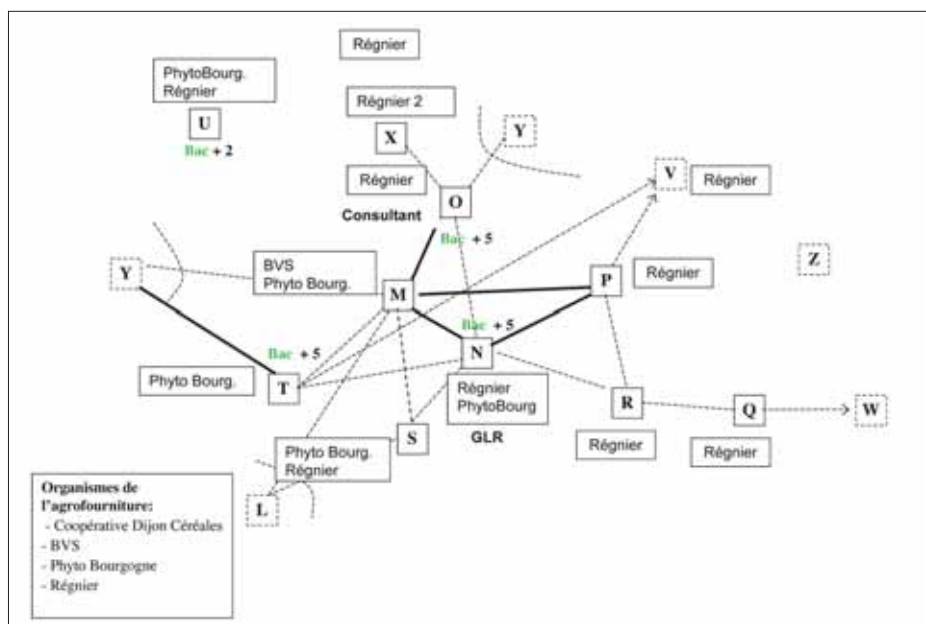 Régnier
PhytoBourg.
Régnier
U
Bac + 2
Régnier 2
X
Y
Régnier
O
Consultant
Bac + 5
V
Régnier
Z
Y
BVS
Phyto Bourg.
M
P
Régnier
Bac + 5
N
Bac + 5
T
Phyto Bourg.
Régnier
PhytoBourg
GLR
R
Régnier
Q
Régnier
W
S
Phyto Bourg.
Régnier
L
Organismes de
l'agrofourniture:
- Coopérative Dijon Céréales
- BVS
- Phyto Bourgogne
- Régnier